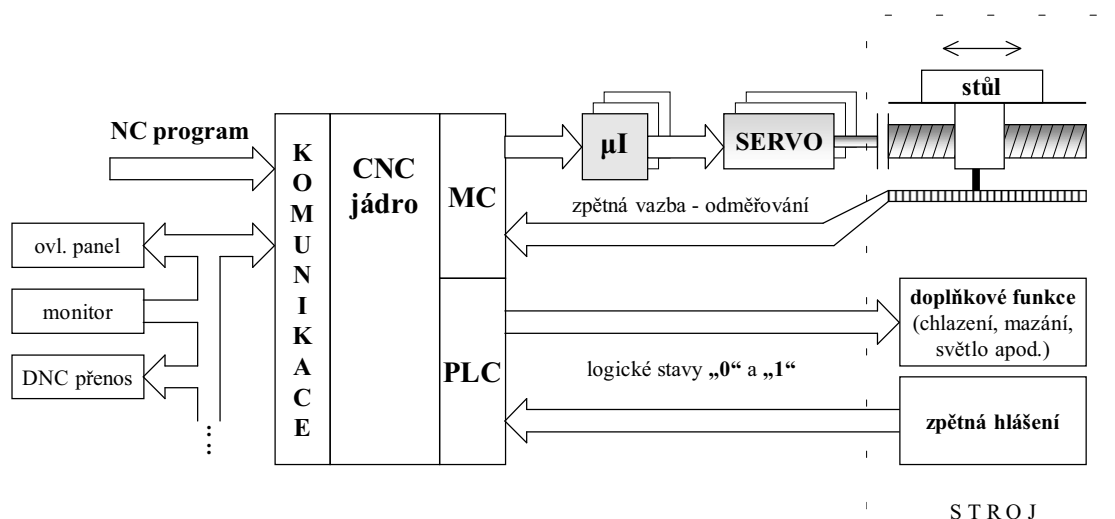 NC program
ovl. panel
monitor
DNC přenos
KOMUNIKACE
CNC
jádro
MC
PLC
µI
SERVO
stůl
zpětná vazba - odměřování
doplňkové funkce
(chlazení, mazání,
světlo apod.)
logické stavy „0“ a „1“
zpětná hlášení
STROJ